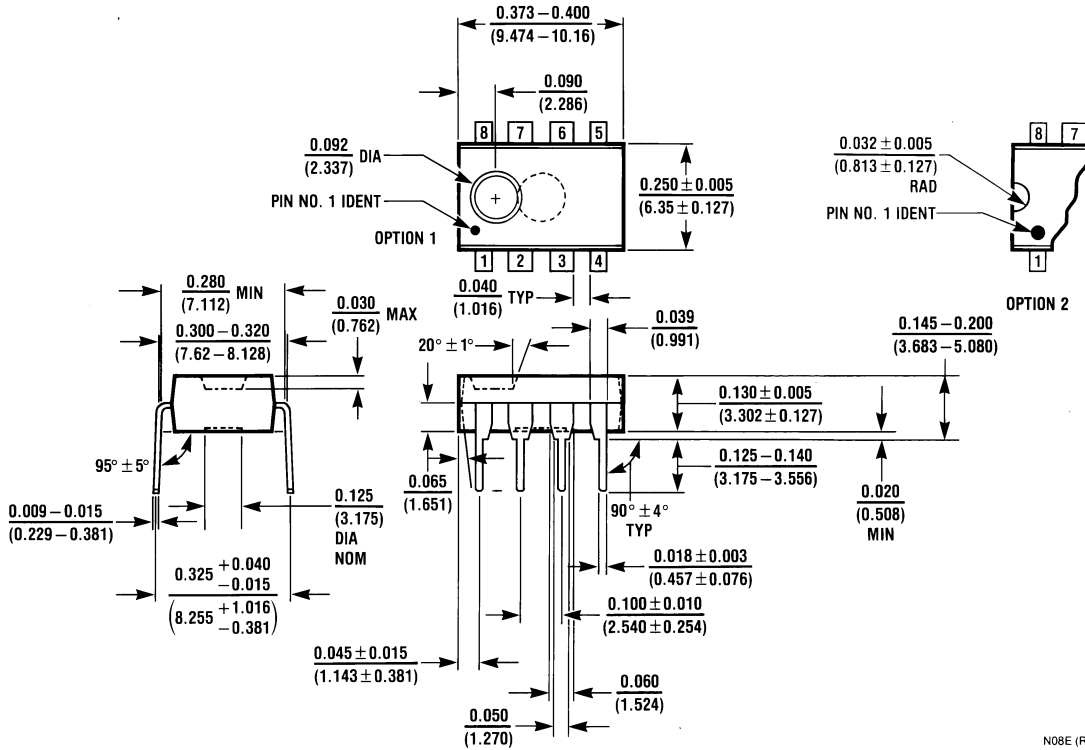 0.373 – 0.400
(9.474 – 10.16)
0.090
(2.286)
8 7 6 5
0.092 DIA
(2.337)
PIN NO. 1 IDENT
OPTION 1
1 2 3 4
0.250 ± 0.005
(6.35 ± 0.127)
8 7
0.032 ± 0.005
(0.813 ± 0.127)
RAD
PIN NO. 1 IDENT
1
OPTION 2
0.280 MIN
(7.112)
0.030 MAX
(0.762)
0.300 – 0.320
(7.62 – 8.128)
0.040 TYP
(1.016)
0.039
(0.991)
20° ± 1°
0.145 – 0.200
(3.683 – 5.080)
0.130 ± 0.005
(3.302 ± 0.127)
95° ± 5°
0.065
(1.651)
0.125 – 0.140
(3.175 – 3.556)
90° ± 4°
TYP
0.020
(0.508)
MIN
0.009 – 0.015
(0.229 – 0.381)
0.125
(3.175)
DIA
NOM
0.325 +0.040
-0.015
(8.255 +1.016
-0.381)
0.018 ± 0.003
(0.457 ± 0.076)
0.100 ± 0.010
(2.540 ± 0.254)
0.045 ± 0.015
(1.143 ± 0.381)
0.060
(1.524)
0.050
(1.270)
N08E (R